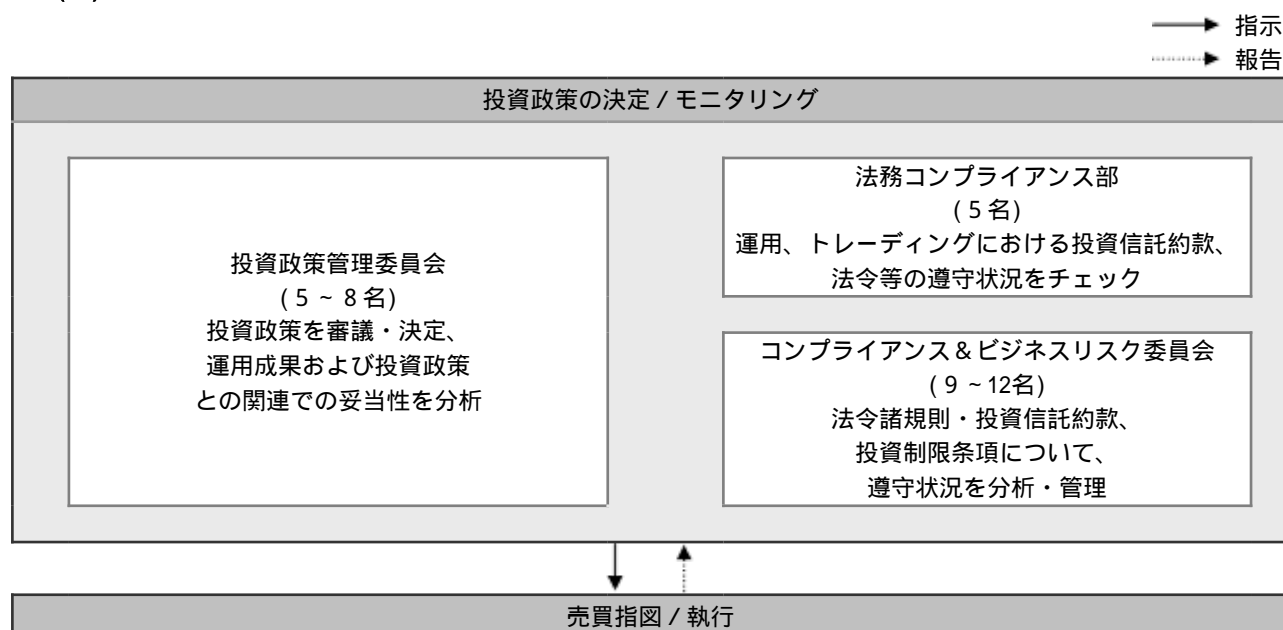 指示
報告
投資政策の決定 / モニタリング
投資政策管理委員会
(５～８名)
投資政策を審議・決定、
運用成果および投資政策
との関連での妥当性を分析
法務コンプライアンス部
(５名)
運用、トレーディングにおける投資信託約款、
法令等の遵守状況をチェック
コンプライアンス＆ビジネスリスク委員会
(９～12名)
法令諸規則・投資信託約款、
投資制限条項について、
遵守状況を分析・管理
売買指図 / 執行